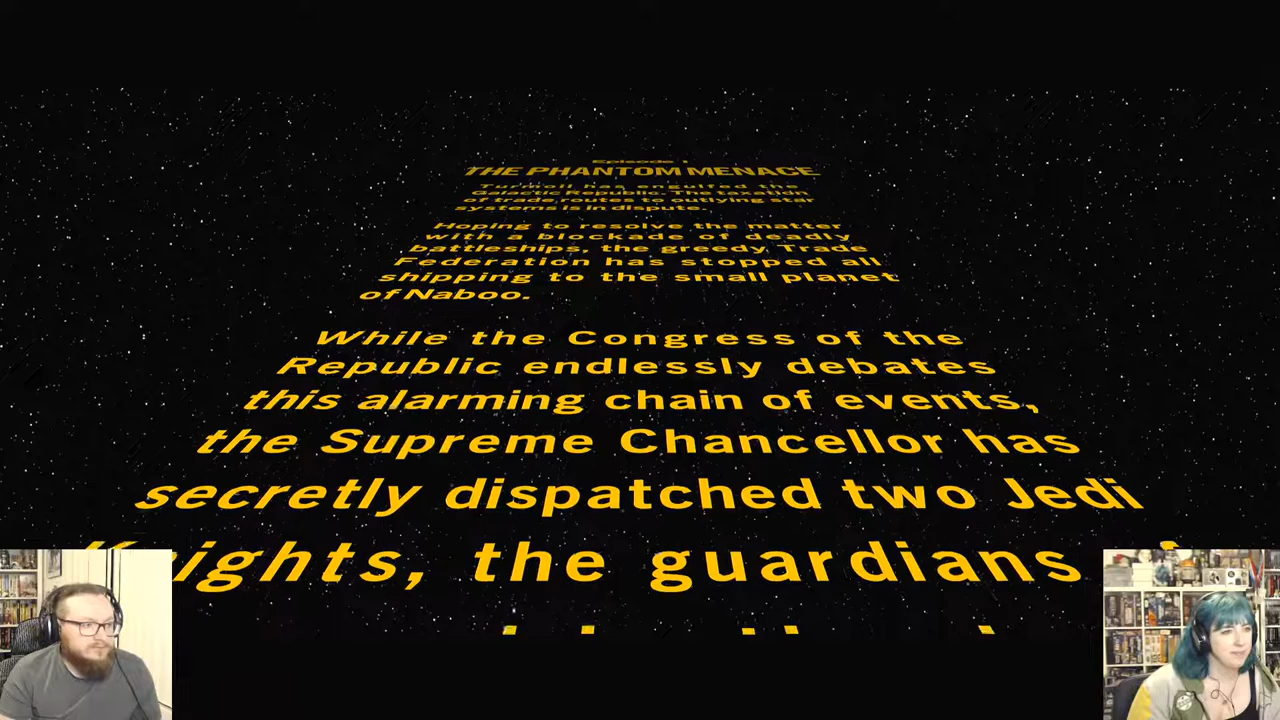 Episode I
THE PHANTOM MENACE
Turmoil has engulfed the
Galactic Republic. The taxation
of trade routes to outlying star
systems is in dispute.
Hoping to resolve the matter
with a blockade of deadly
battleships, the greedy Trade
Federation has stopped all
shipping to the small planet
of Naboo.
While the Congress of the
Republic endlessly debates
this alarming chain of events,
the Supreme Chancellor has
secretly dispatched two Jedi
Knights, the guardians